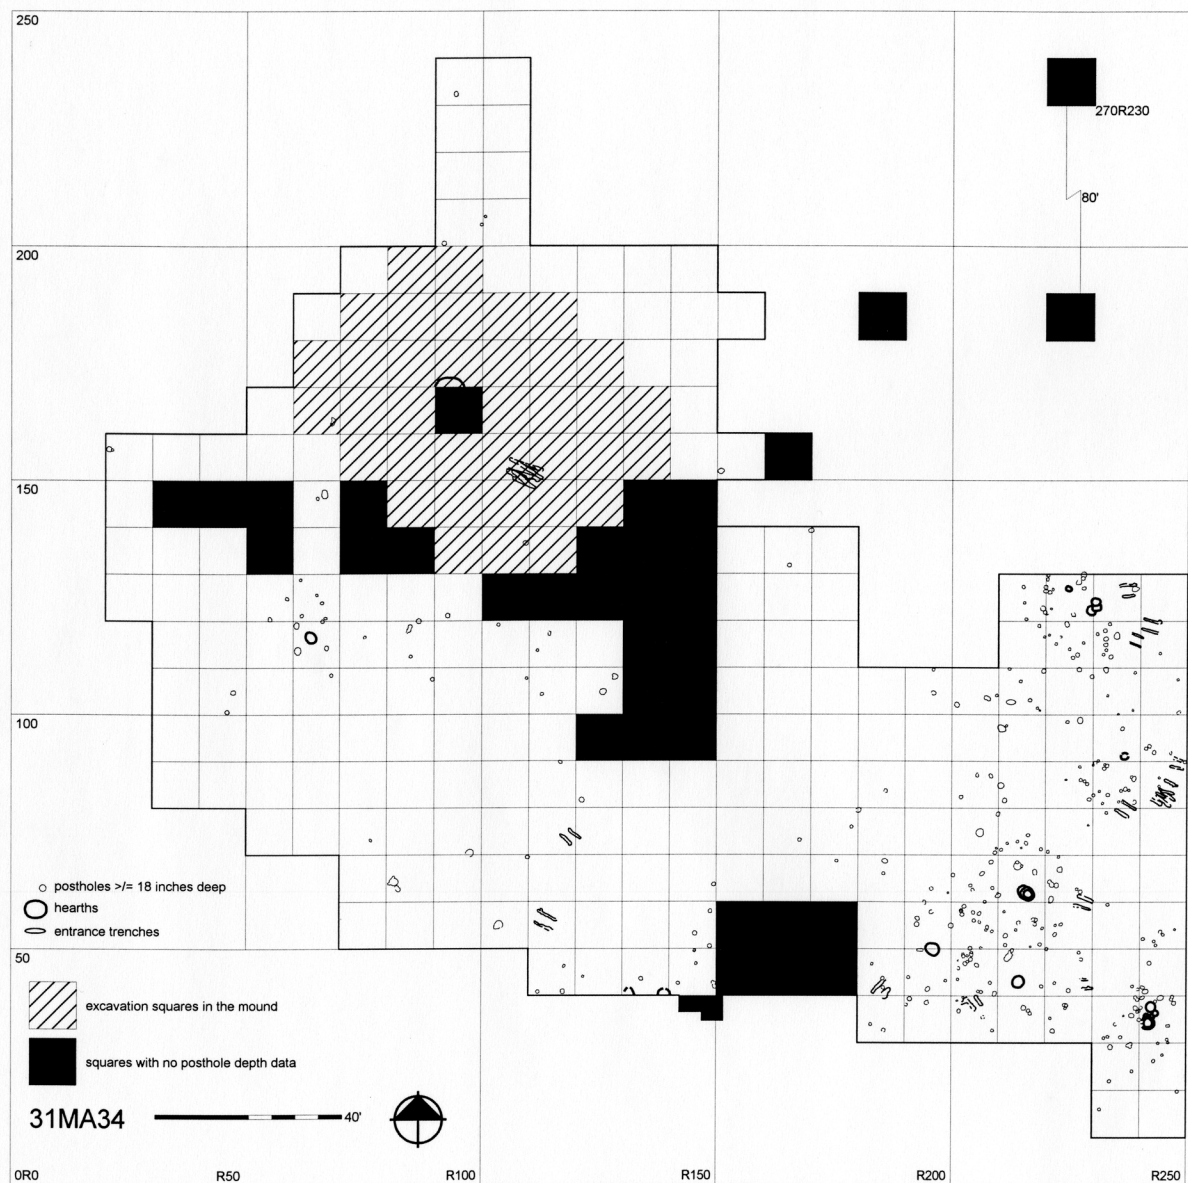 250
270R230
80'
200
150
100
postholes >/= 18 inches deep
hearths
entrance trenches
50
excavation squares in the mound
squares with no posthole depth data
31MA34
40'
0R0
R50
R100
R150
R200
R250